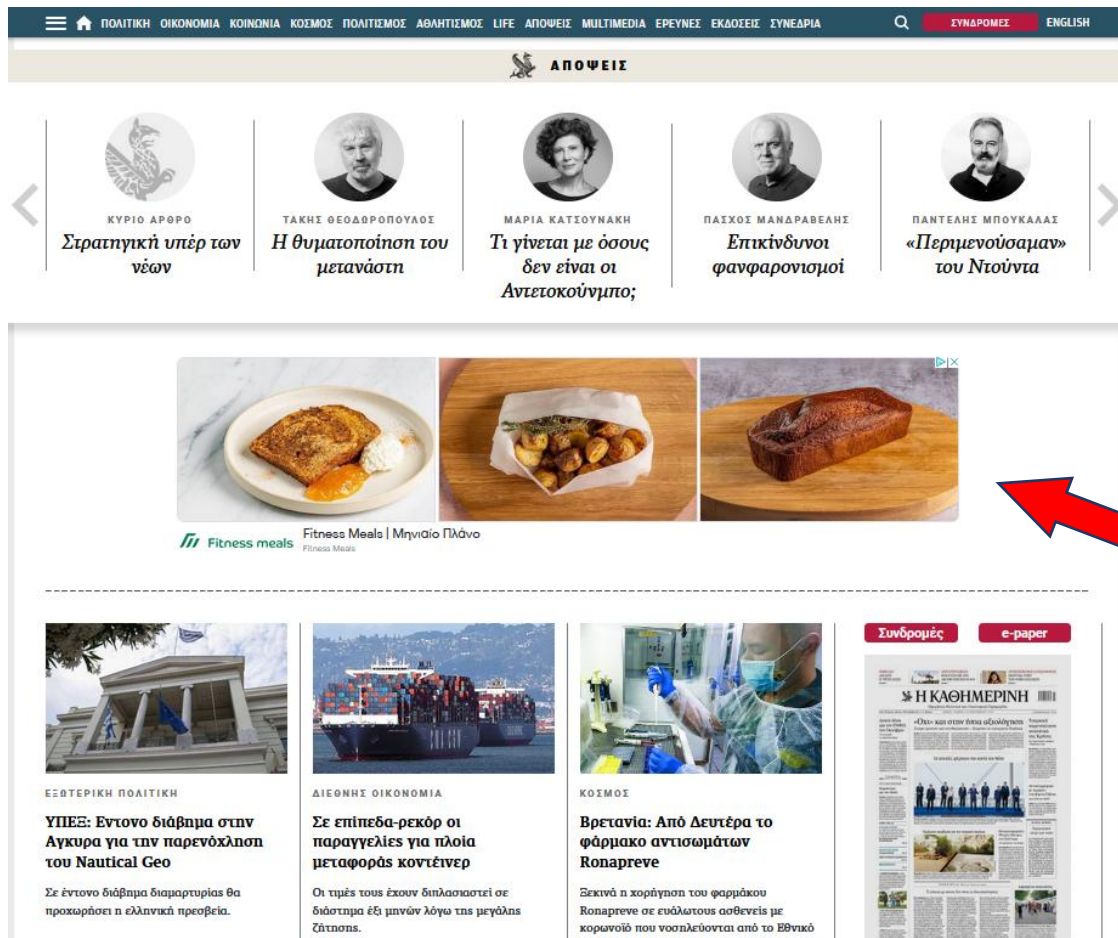 ΠΟΛΙΤΙΚΗ ΟΙΚΟΝΟΜΙΑ ΚΟΙΝΩΝΙΑ ΚΟΣΜΟΣ ΠΟΛΙΤΙΣΜΟΣ ΑΘΛΗΤΙΣΜΟΣ LIFE ΑΠΟΨΕΙΣ MULTIMEDIA ΕΡΕΥΝΕΣ ΕΚΔΟΣΕΙΣ ΣΥΝΕΔΡΙΑ ΣΥΝΔΡΟΜΕΣ ENGLISH
ΑΠΟΨΕΙΣ
ΚΥΡΙΟ ΑΡΘΡΟ
Στρατηγική υπέρ των
νέων
ΤΑΚΗΣ ΘΕΟΔΩΡΟΠΟΥΛΟΣ
Η θυματοποίηση του
μετανάστη
ΜΑΡΙΑ ΚΑΤΣΟΥΝΑΚΗ
Τι γίνεται με όσους
δεν είναι οι
Αντετοκούνμπο;
ΠΑΣΧΟΣ ΜΑΝΔΡΑΒΕΛΗΣ
Επικίνδυνοι
φανφαρονισμοί
ΠΑΝΤΕΛΗΣ ΜΠΟΥΚΑΛΑΣ
«Περιμενούσαμαν»
του Ντούντα
Fitness meals
Fitness Meals | Μηνιαίο Πλάνο
Fitness Meals
ΕΞΩΤΕΡΙΚΗ ΠΟΛΙΤΙΚΗ
ΥΠΕΞ: Εντονο διάβημα στην
Αγκυρα για την παρενόχληση
του Nautical Geo
Σε έντονο διάβημα διαμαρτυρίας θα
προχωρήσει η ελληνική πρεσβεία.
ΔΙΕΘΝΗΣ ΟΙΚΟΝΟΜΙΑ
Σε επίπεδα-ρεκόρ οι
παραγγελίες για πλοία
μεταφοράς κοντέινερ
Οι τιμές τους έχουν διπλασιαστεί σε
διάστημα έξι μηνών λόγω της μεγάλης
ζήτησης.
ΚΟΣΜΟΣ
Βρετανία: Από Δευτέρα το
φάρμακο αντισωμάτων
Ronapreve
Ξεκινά η χορήγηση του φαρμάκου
Ronapreve σε ευάλωτους ασθενείς με
κορωνοϊό που νοσηλεύονται από το Εθνικό
Συνδρομές
e-paper
Η ΚΑΘΗΜΕΡΙΝΗ
«Οχι» και στην ήπια αξιολόγηση